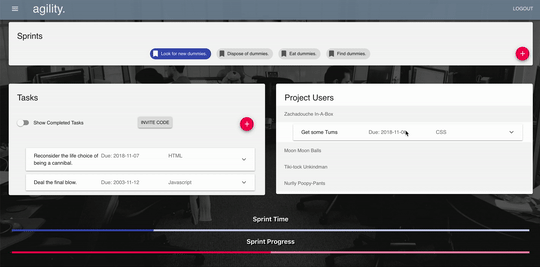 agility.
LOGOUT
Sprints
Look for new dummies.
Dispose of dummies.
Eat dummies.
Find dummies.
Tasks
Show Completed Tasks
INVITE CODE
Reconsider the life choice of Due: 2018-11-07 HTML
being a cannibal.
Deal the final blow. Due: 2003-11-12 Javascript
Project Users
Zachadouche In-A-Box
Get some Tums Due: 2018-11-06 CSS
Moon Moon Balls
Tiki-lock Unkindman
Nortly Poopy-Pants
Sprint Time
Sprint Progress